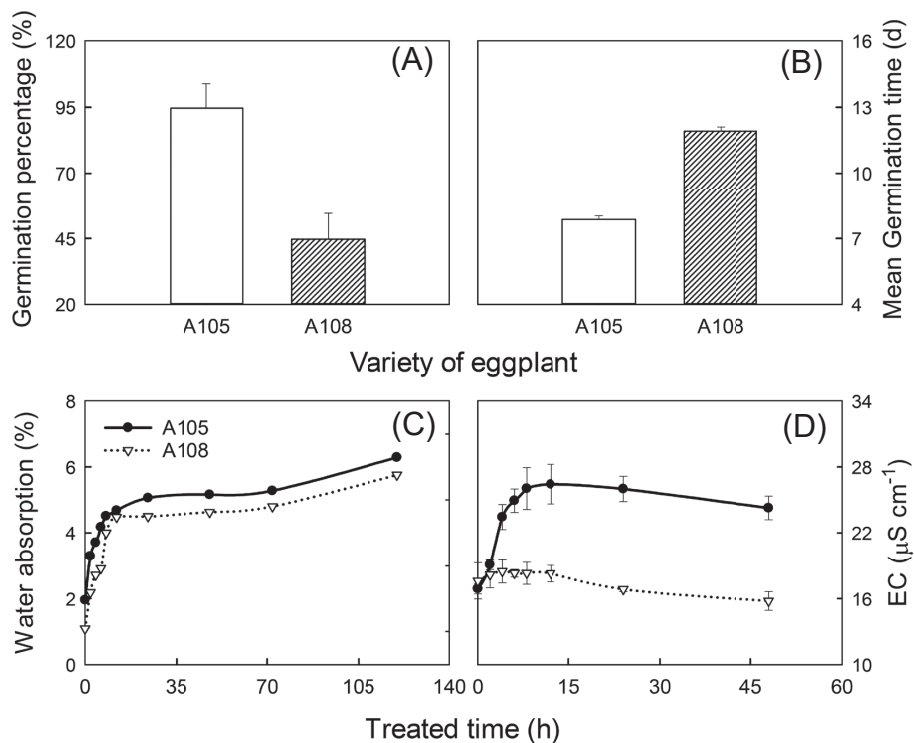 Germination percentage (%)
120
95
70
45
20
(A)
A105
A108
(B)
16
13
10
7
4
Mean Germination time (d)
A105
A108
Variety of eggplant
Water absorption (%)
8
6
4
2
0
A105
A108
(C)
0
35
70
105
140
(D)
34
28
22
16
10
EC (μS cm⁻¹)
0
15
30
45
60
Treated time (h)